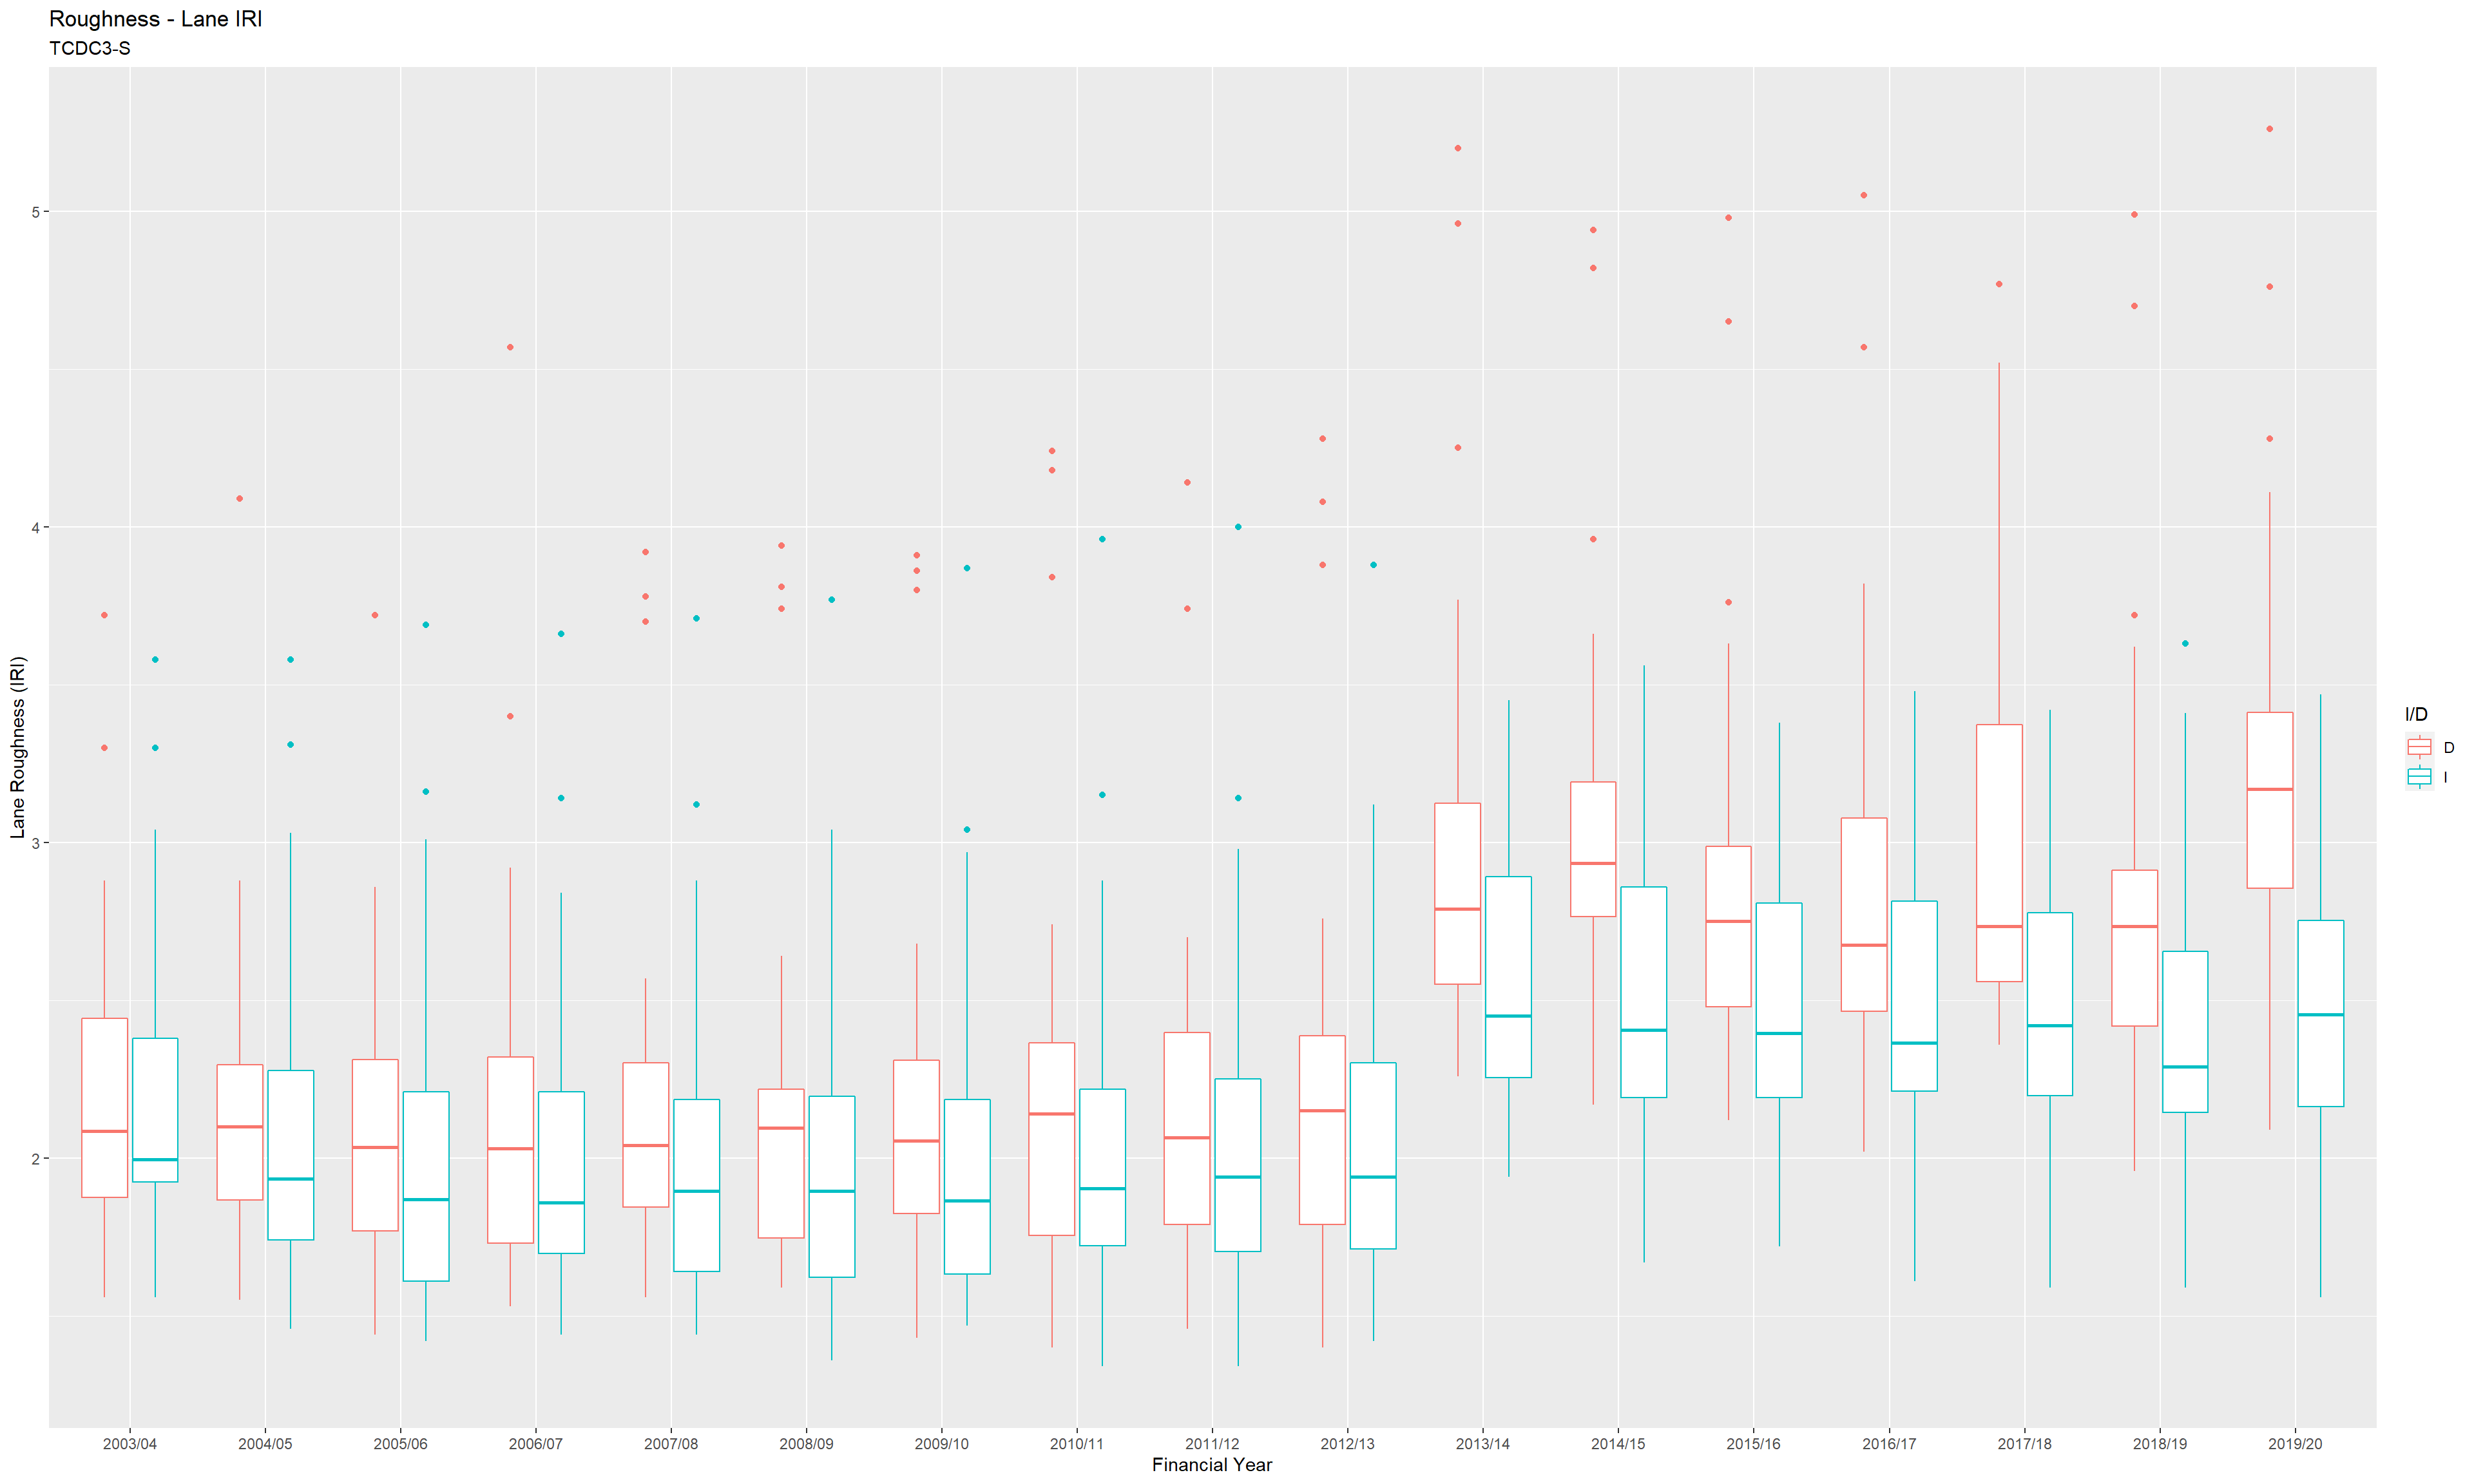 Roughness - Lane IRI
TCDC3-S
5
4
3
2
Lane Roughness (IRI)
2003/04 2004/05 2005/06 2006/07 2007/08 2008/09 2009/10 2010/11 2011/12 2012/13 2013/14 2014/15 2015/16 2016/17 2017/18 2018/19 2019/20
Financial Year
I/D
D
I